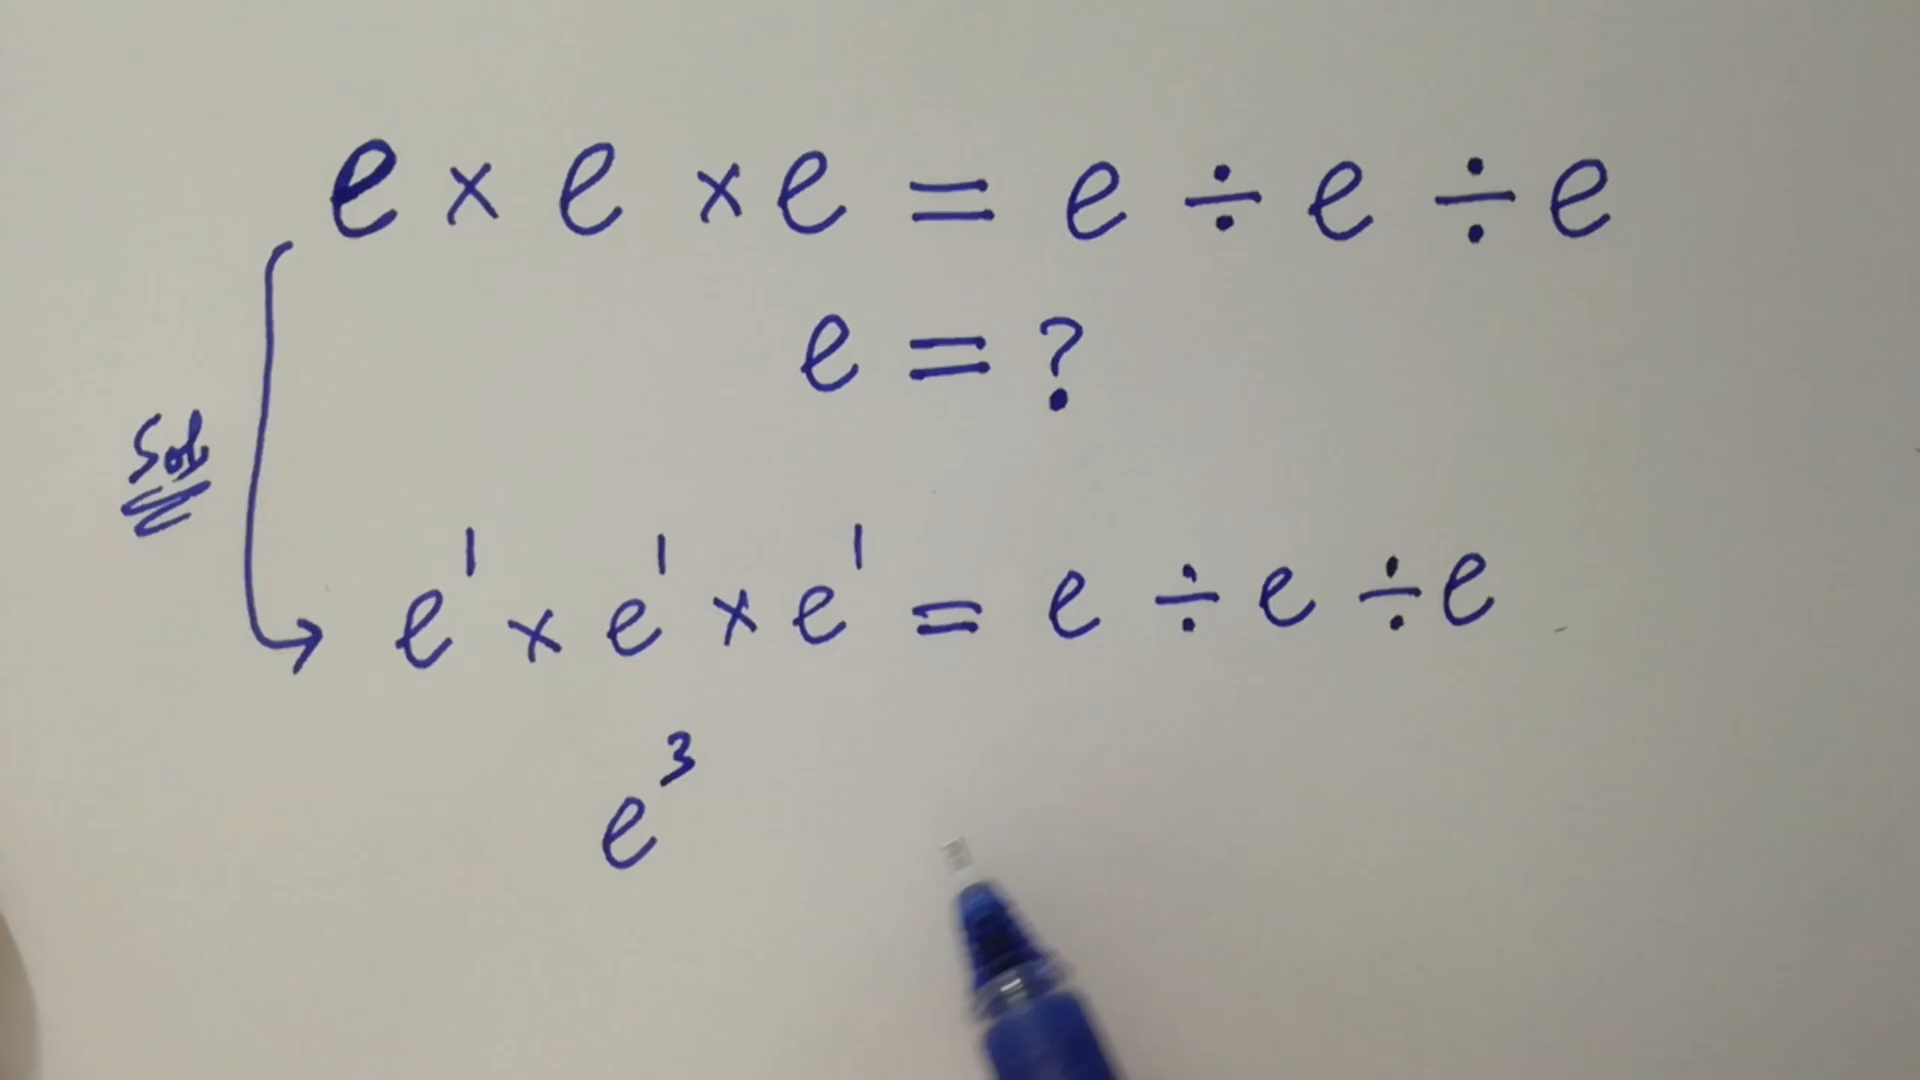 e × e × e = e ÷ e ÷ e
e = ?
Sol
e¹ × e¹ × e¹ = e ÷ e ÷ e
e³